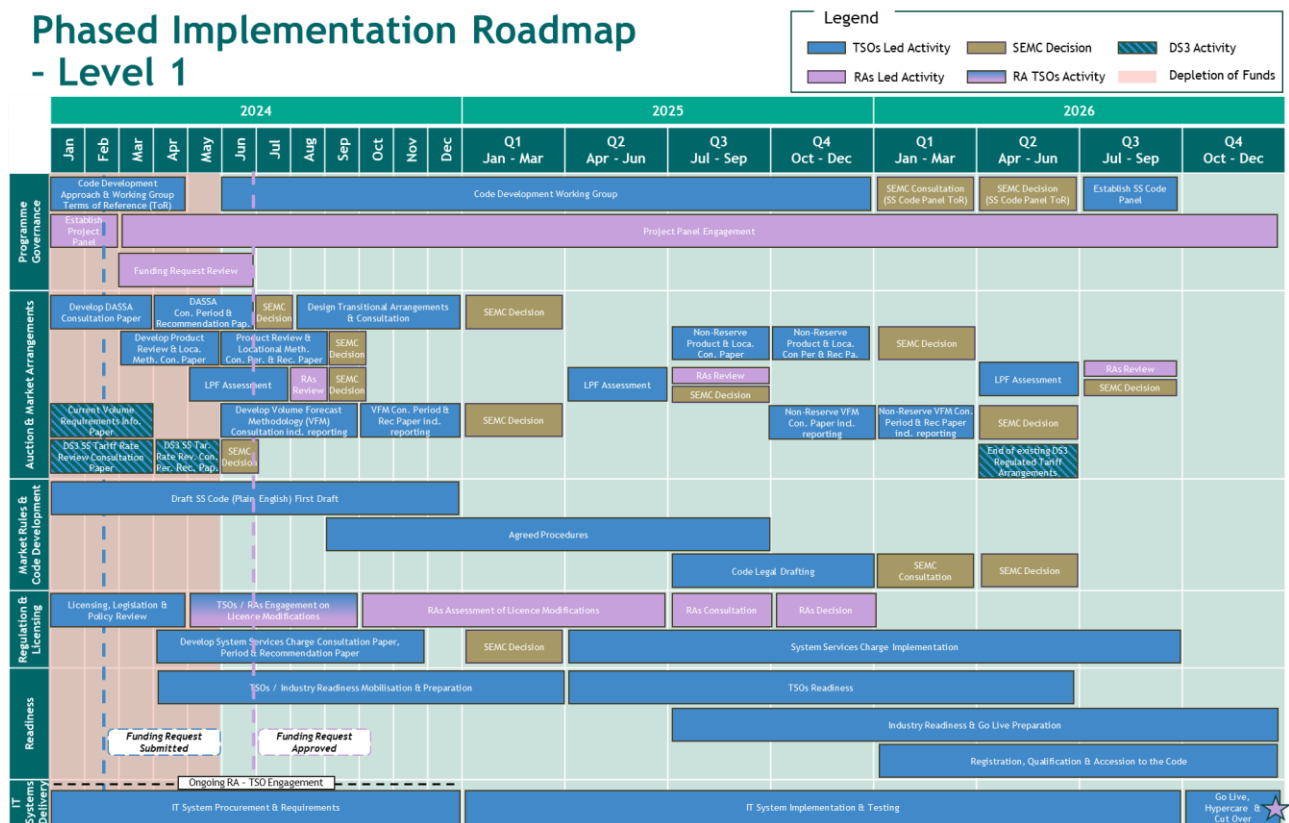 Phased Implementation Roadmap
- Level 1
Legend
TSOs Led Activity
SEMC Decision
DS3 Activity
RAs Led Activity
RA TSOs Activity
Depletion of Funds
2024
2025
2026
Jan
Feb
Mar
Apr
May
Jun
Jul
Aug
Sep
Oct
Nov
Dec
Q1
Jan - Mar
Q2
Apr - Jun
Q3
Jul - Sep
Q4
Oct - Dec
Q1
Jan - Mar
Q2
Apr - Jun
Q3
Jul - Sep
Q4
Oct - Dec
Programme
Governance
Code Development
Approach & Working Group
Terms of Reference (ToR)
Code Development Working Group
SEMC Consultation
(SS Code Panel ToR)
SEMC Decision
(SS Code Panel ToR)
Establish SS Code
Panel
Establish
Project
Panel
Project Panel Engagement
Funding Request Review
Auction & Market Arrangements
Develop DASSA
Consultation Paper
DASSA
Con. Period &
Recommendation Pap.
SEMC
Decision
Design Transitional Arrangements
& Consultation
SEMC Decision
Develop Product
Review & Loca.
Meth. Con. Paper
Product Review &
Locational Meth.
Con. Per. & Rec. Paper
SEMC
Decision
Non-Reserve
Product & Loca.
Con. Paper
Non-Reserve
Product & Loca.
Con Per & Rec Pa.
SEMC Decision
LPF Assessment
RAs
Review
SEMC
Decision
LPF Assessment
RAs Review
SEMC Decision
LPF Assessment
RAs Review
SEMC Decision
Current Volume
Requirements Info.
Paper
Develop Volume Forecast
Methodology (VFM)
Consultation incl. reporting
VFM Con. Period &
Rec Paper incl.
reporting
SEMC Decision
Non-Reserve VFM
Con. Paper incl.
reporting
Non-Reserve VFM Con.
Period & Rec Paper
incl. reporting
SEMC Decision
DS3 SS Tariff Rate
Review Consultation
Paper
DS3 SS Tar.
Rate Rev. Con.
Per. Rec. Pap.
SEMC
Decision
End of existing DS3
Regulated Tariff
Arrangements
Market Rules &
Code Development
Draft SS Code (Plain English) First Draft
Agreed Procedures
Code Legal Drafting
SEMC
Consultation
SEMC Decision
Regulation &
Licensing
Licensing, Legislation &
Policy Review
TSOs / RAs Engagement on
Licence Modifications
RAs Assessment of Licence Modifications
RAs Consultation
RAs Decision
Develop System Services Charge Consultation Paper,
Period & Recommendation Paper
SEMC Decision
System Services Charge Implementation
Readiness
TSOs / Industry Readiness Mobilisation & Preparation
TSOs Readiness
Industry Readiness & Go Live Preparation
Funding Request
Submitted
Funding Request
Approved
Registration, Qualification & Accession to the Code
IT
Systems
Delivery
Ongoing RA - TSO Engagement
IT System Procurement & Requirements
IT System Implementation & Testing
Go Live,
Hypercare &
Cut Over